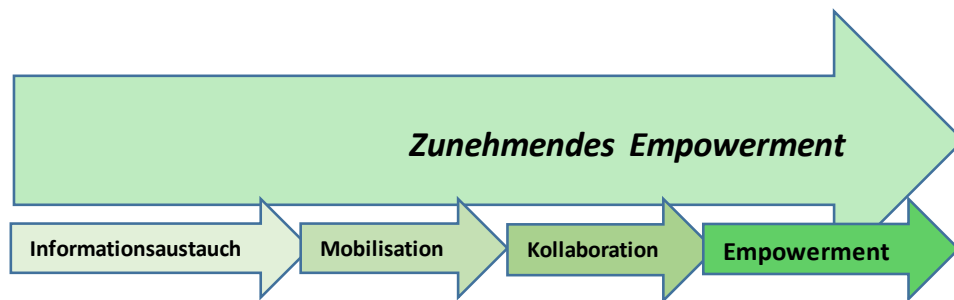 Zunehmendes Empowerment
Informationsaustauch
Mobilisation
Kollaboration
Empowerment